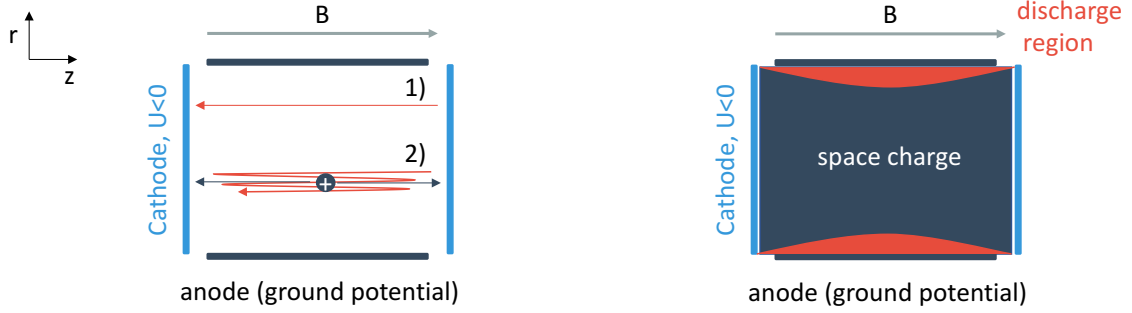 r
z
B
Cathode, U<0
1)
2)
+
anode (ground potential)
B
discharge
region
Cathode, U<0
space charge
anode (ground potential)